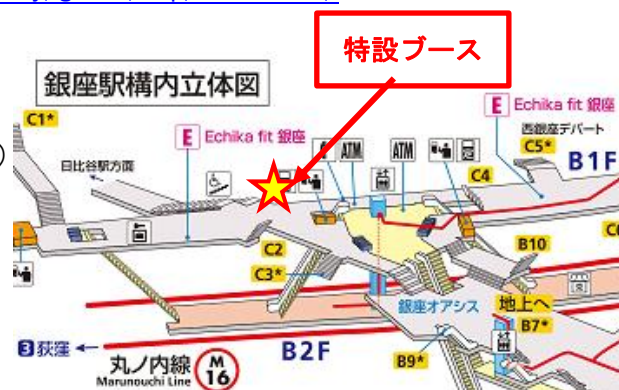 特設ブース
銀座駅構内立体図
C1*
E Echika fit 銀座
E Echika fit 銀座
西銀座デパート
C5*
B1F
日比谷駅方面
ATM
ATM
C4
C2
C3*
B10
銀座オアシス
地上へ
B7*
3 荻窪 ←
丸ノ内線
Marunouchi Line
M
16
B2F
B9*